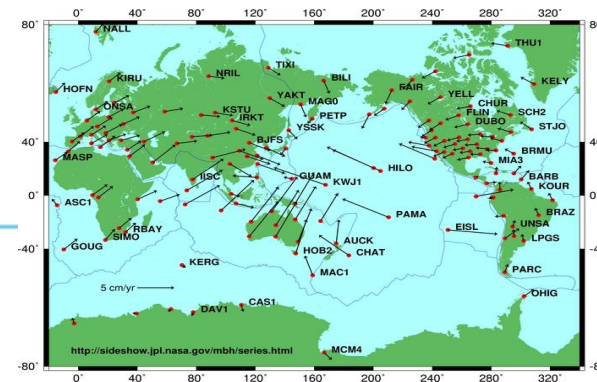 0° 40° 80° 120° 160° 200° 240° 280° 320°
80° NALL THU1
TIXI
KIRU NRIL BILI KELY
HOFN FAIR YELL
YAKT MAG0 CHUR
ONSA KSTU PETP FLIN SCH2
IRKT DUBO STJO
YSSK
40° BJFS 40°
MASP MIA3 BRMU
IISC GUAM HILO BARB
KWJ1 KOUR
0° 0°
ASC1 PAMA BRAZ
RBAY EISL UNSA
SIMO AUCK LPGS
-40° GOUG HOB2 CHAT -40°
KERG MAC1 PARC
5 cm/yr
CAS1 OHIG
DAV1
http://sideshow.jpl.nasa.gov/mbh/series.html MCM4
-80°
0° 40° 80° 120° 160° 200° 240° 280° 320°